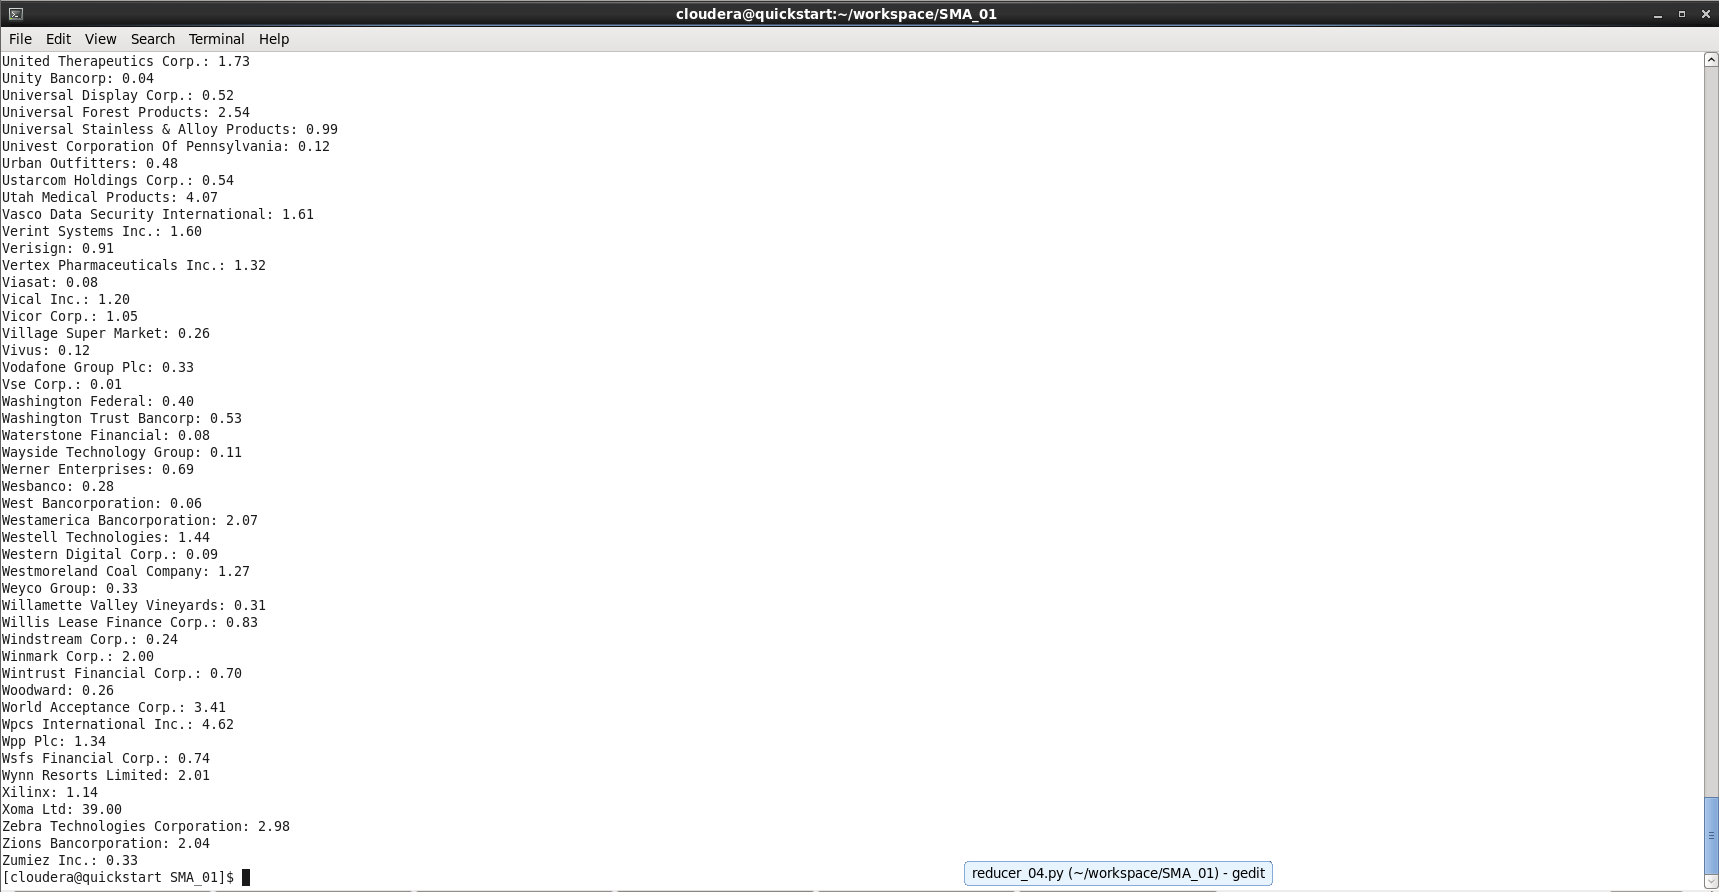 cloudera@quickstart:~/workspace/SMA_01
File Edit View Search Terminal Help
United Therapeutics Corp.: 1.73
Unity Bancorp: 0.04
Universal Display Corp.: 0.52
Universal Forest Products: 2.54
Universal Stainless & Alloy Products: 0.99
Univest Corporation Of Pennsylvania: 0.12
Urban Outfitters: 0.48
Ustarcom Holdings Corp.: 0.54
Utah Medical Products: 4.07
Vasco Data Security International: 1.61
Verint Systems Inc.: 1.60
Verisign: 0.91
Vertex Pharmaceuticals Inc.: 1.32
Viasat: 0.08
Vical Inc.: 1.20
Vicor Corp.: 1.05
Village Super Market: 0.26
Vivus: 0.12
Vodafone Group Plc: 0.33
Vse Corp.: 0.01
Washington Federal: 0.40
Washington Trust Bancorp: 0.53
Waterstone Financial: 0.08
Wayside Technology Group: 0.11
Werner Enterprises: 0.69
Wesbanco: 0.28
West Bancorporation: 0.06
Westamerica Bancorporation: 2.07
Westell Technologies: 1.44
Western Digital Corp.: 0.09
Westmoreland Coal Company: 1.27
Weyco Group: 0.33
Willamette Valley Vineyards: 0.31
Willis Lease Finance Corp.: 0.83
Windstream Corp.: 0.24
Winmark Corp.: 2.00
Wintrust Financial Corp.: 0.70
Woodward: 0.26
World Acceptance Corp.: 3.41
Wpcs International Inc.: 4.62
Wpp Plc: 1.34
Wsfs Financial Corp.: 0.74
Wynn Resorts Limited: 2.01
Xilinx: 1.14
Xoma Ltd: 39.00
Zebra Technologies Corporation: 2.98
Zions Bancorporation: 2.04
Zumiez Inc.: 0.33
[cloudera@quickstart SMA_01]$
reducer_04.py (~/workspace/SMA_01) - gedit